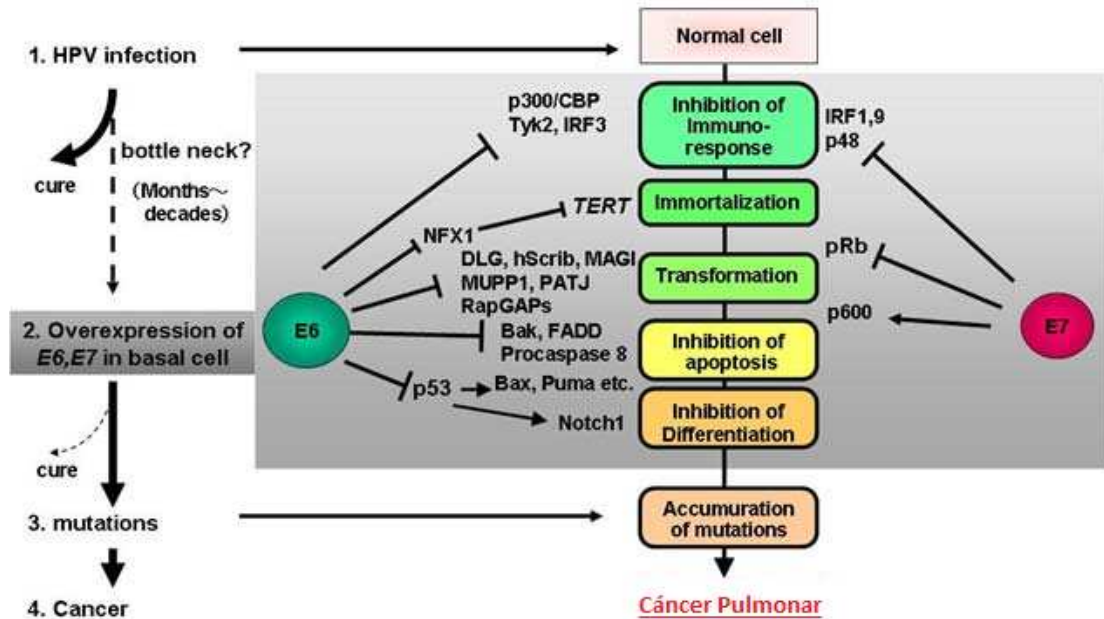 1. HPV infection
cure
bottle neck?
(Months～
decades)
2. Overexpression of
E6,E7 in basal cell
cure
3. mutations
4. Cancer
E6
p300/CBP
Tyk2, IRF3
NFX1
TERT
DLG, hScrib, MAGI
MUPP1, PATJ
RapGAPs
Bak, FADD
Procaspase 8
p53
Bax, Puma etc.
Notch1
Normal cell
Inhibition of
Immuno-
response
Immortalization
Transformation
Inhibition of
apoptosis
Inhibition of
Differentiation
Accumuration
of mutations
Cáncer Pulmonar
IRF1,9
p48
pRb
p600
E7